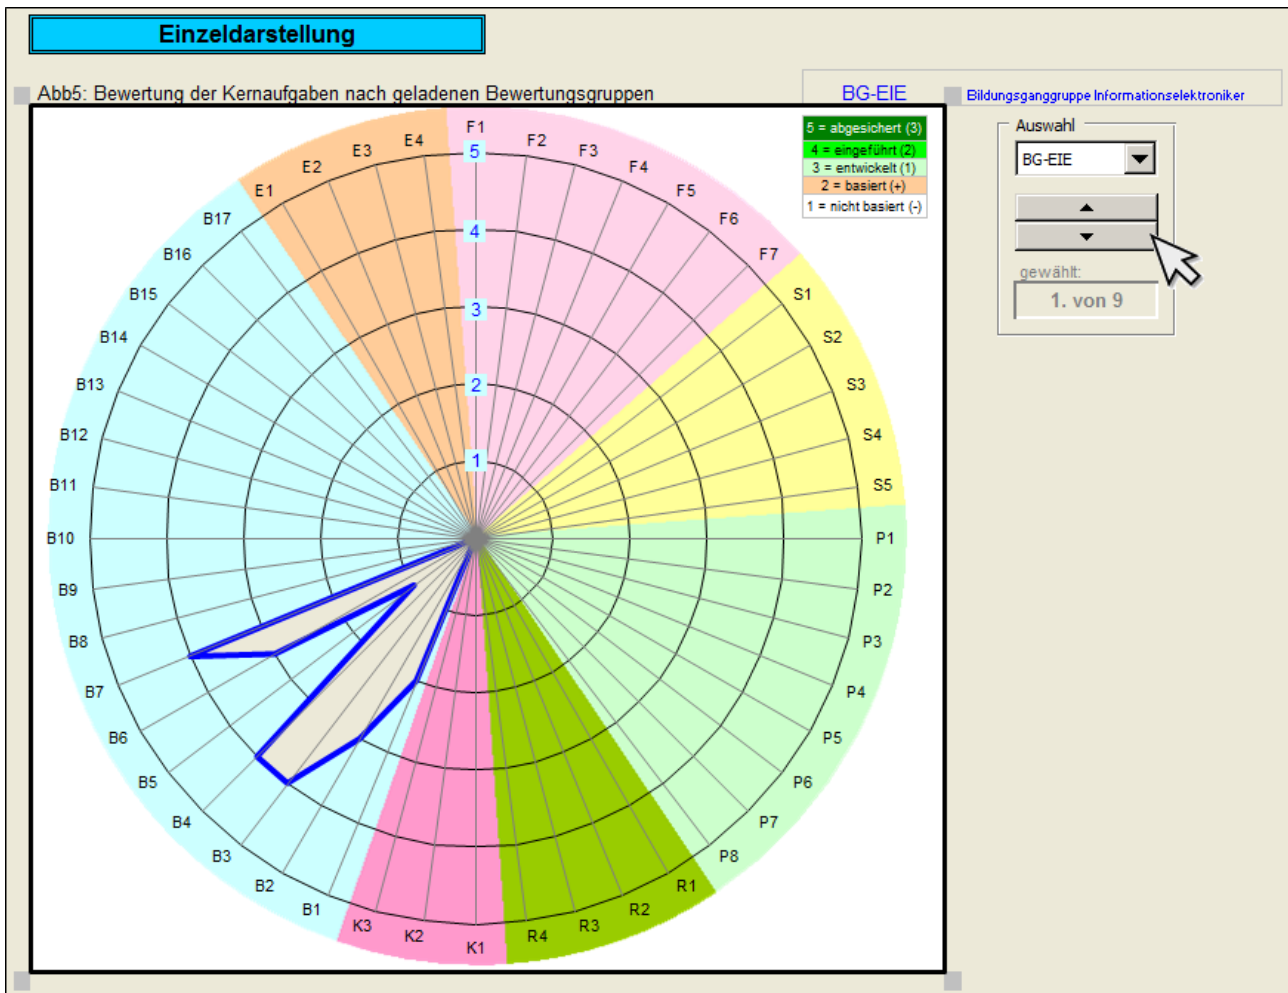 Einzeldarstellung
Abb5: Bewertung der Kernaufgaben nach geladenen Bewertungsgruppen
BG-EIE
Bildungsganggruppe Informationselektroniker
5 = abgesichert (3)
4 = eingeführt (2)
3 = entwickelt (1)
2 = basiert (+)
1 = nicht basiert (-)
Auswahl
BG-EIE
gewählt:
1. von 9
5
4
3
2
1
F1
F2
F3
F4
F5
F6
F7
S1
S2
S3
S4
S5
P1
P2
P3
P4
P5
P6
P7
P8
R1
R2
R3
R4
K1
K2
K3
B1
B2
B3
B4
B5
B6
B7
B8
B9
B10
B11
B12
B13
B14
B15
B16
B17
E1
E2
E3
E4